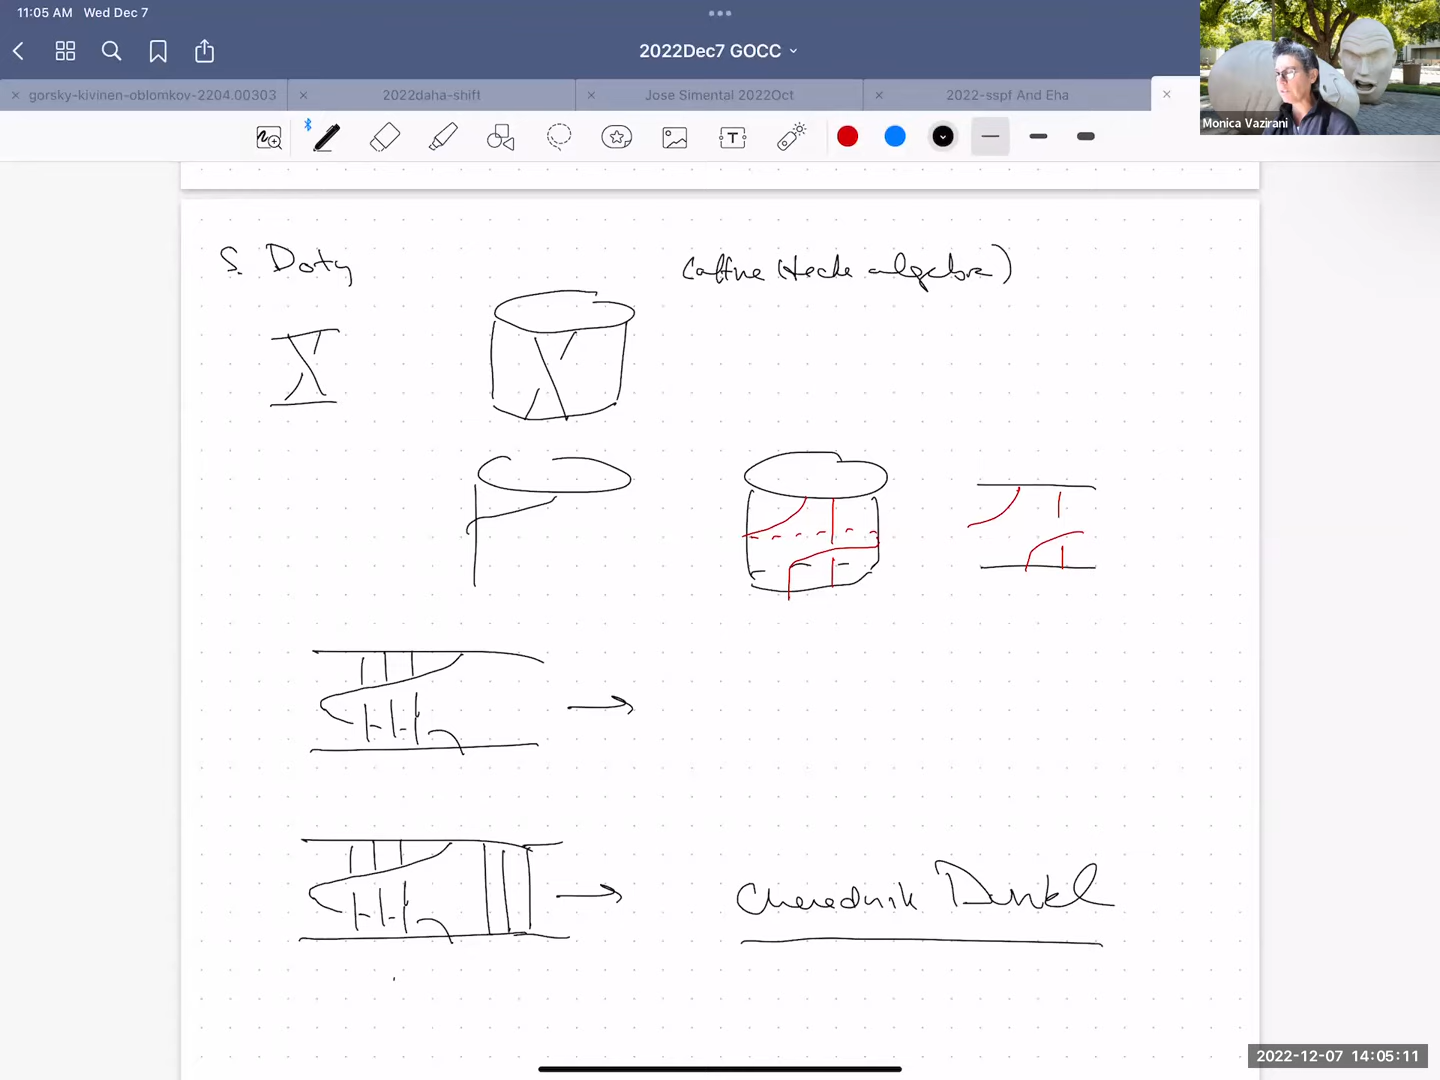 11:05 AM Wed Dec 7
2022Dec7 GOCC
gorsky-kivinen-oblomkov-2204.00303
2022daha-shift
Jose Simental 2022Oct
2022-sspf And Eha
Monica Vazirani
S. Doty
(affine Hecke algebra)
Cherednik Dunkl
2022-12-07 14:05:11